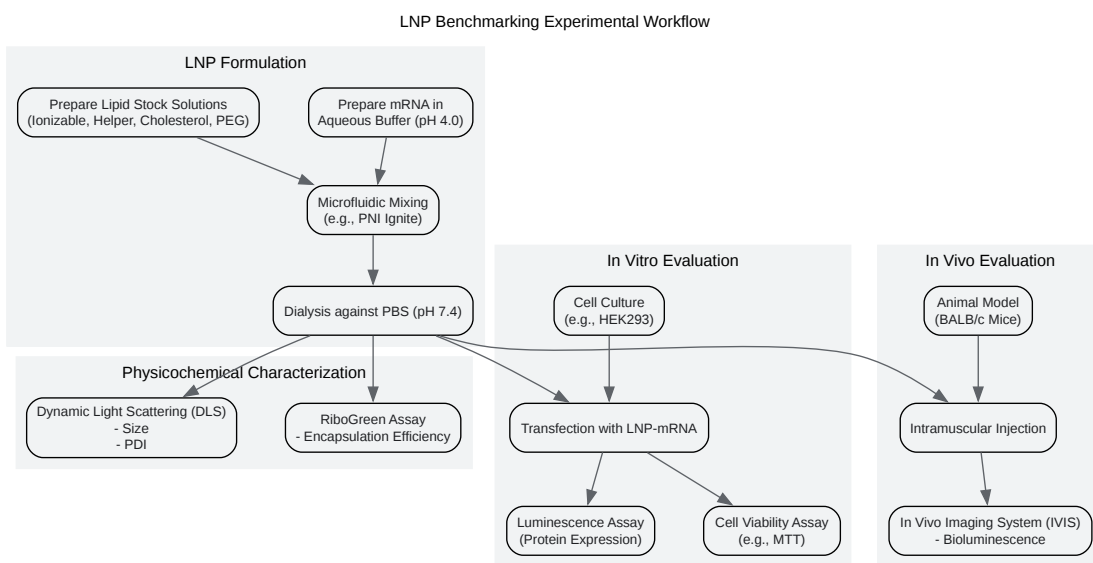 LNP Benchmarking Experimental Workflow
LNP Formulation
Prepare Lipid Stock Solutions
(Ionizable, Helper, Cholesterol, PEG)
Prepare mRNA in
Aqueous Buffer (pH 4.0)
Microfluidic Mixing
(e.g., PNI Ignite)
Dialysis against PBS (pH 7.4)
Physicochemical Characterization
Dynamic Light Scattering (DLS)
- Size
- PDI
RiboGreen Assay
- Encapsulation Efficiency
In Vitro Evaluation
Cell Culture
(e.g., HEK293)
Transfection with LNP-mRNA
Luminescence Assay
(Protein Expression)
Cell Viability Assay
(e.g., MTT)
In Vivo Evaluation
Animal Model
(BALB/c Mice)
Intramuscular Injection
In Vivo Imaging System (IVIS)
- Bioluminescence